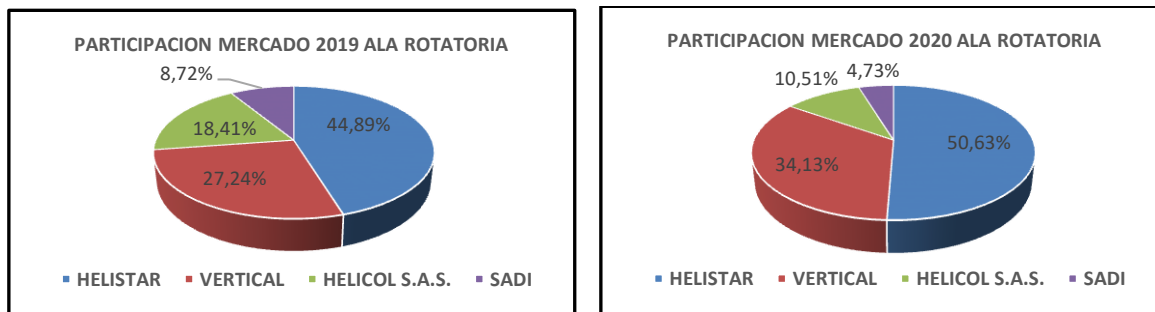 PARTICIPACION MERCADO 2019 ALA ROTATORIA
8,72%
18,41%
44,89%
27,24%
HELISTAR VERTICAL HELICOL S.A.S. SADI
PARTICIPACION MERCADO 2020 ALA ROTATORIA
10,51% 4,73%
34,13%
50,63%
HELISTAR VERTICAL HELICOL S.A.S. SADI